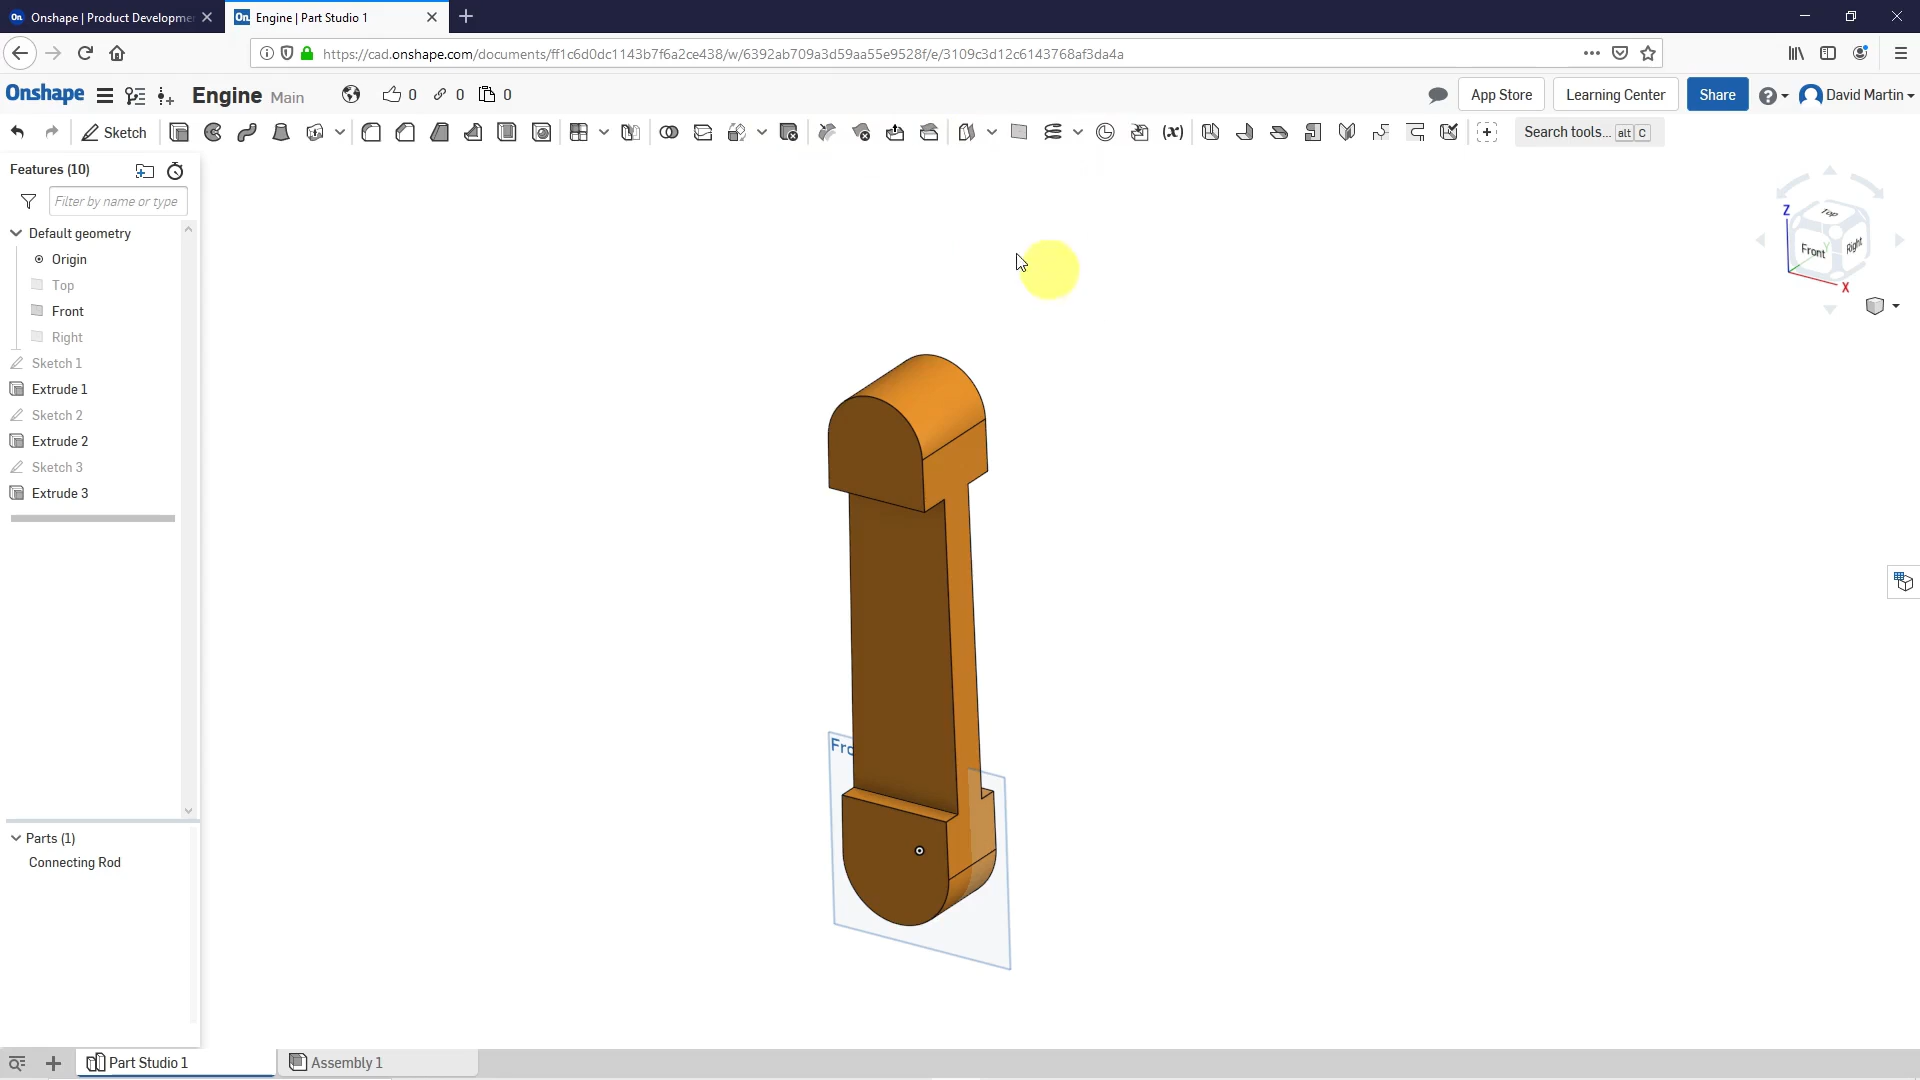 Onshape | Product Developme
Engine | Part Studio 1
https://cad.onshape.com/documents/ff1c6d0dc1143b7f6a2ce438/w/6392ab709a3d59aa55e9528f/e/3109c3d12c6143768af3da4a
Onshape Engine Main 0 0 0 App Store Learning Center Share David Martin
Sketch (x) Search tools... alt C
Features (10)
Filter by name or type
Default geometry
Origin
Top
Front
Right
Sketch 1
Extrude 1
Sketch 2
Extrude 2
Sketch 3
Extrude 3
Z
Top
Front
Y
Right
X
Fro
Parts (1)
Connecting Rod
Part Studio 1
Assembly 1